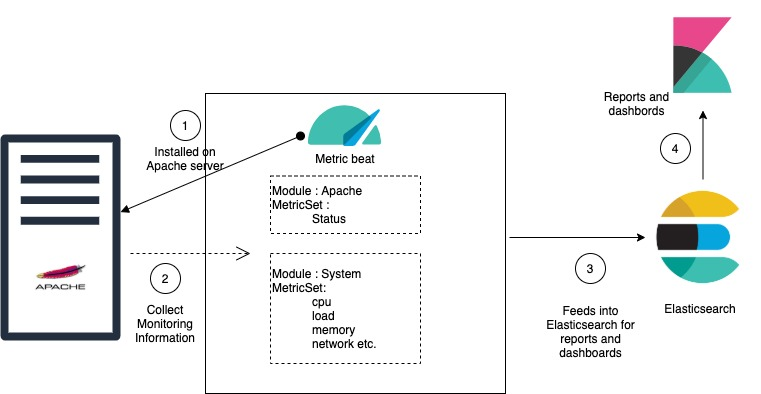 Reports and
dashbords
1
Installed on
Apache server
Metric beat
4
Module : Apache
MetricSet :
Status
APACHE
2
Collect
Monitoring
Information
Module : System
MetricSet:
cpu
load
memory
network etc.
3
Feeds into
Elasticsearch for
reports and
dashboards
Elasticsearch